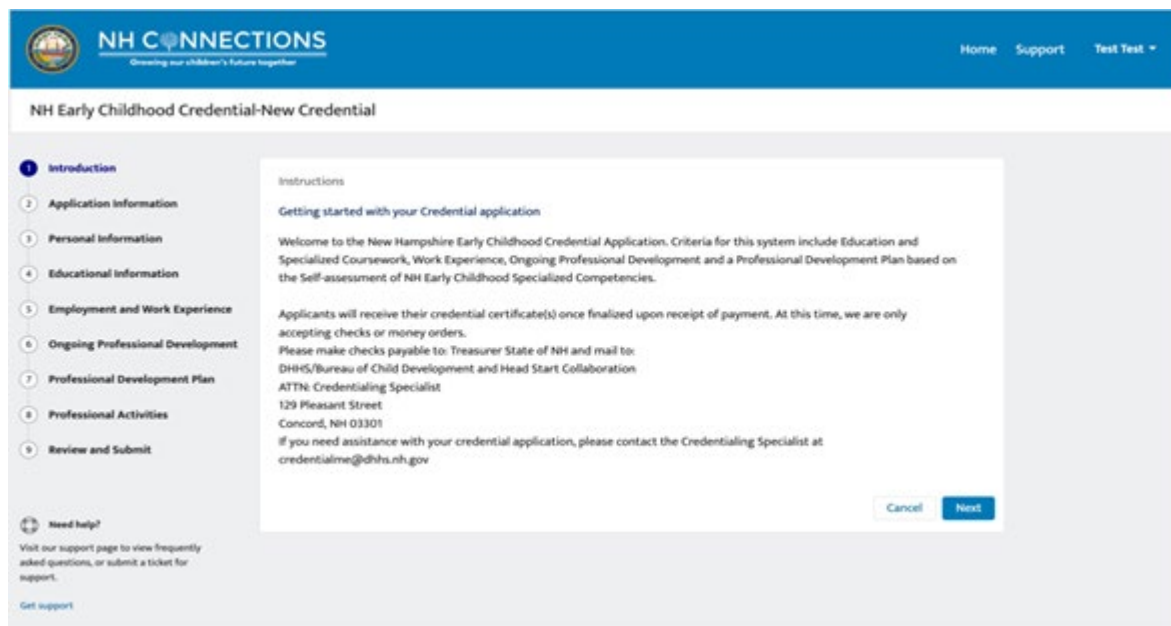 NH CONNECTIONS
Growing our children's future together
Home Support Test Test
NH Early Childhood Credential-New Credential
1 Introduction
2 Application Information
3 Personal Information
4 Educational Information
5 Employment and Work Experience
6 Ongoing Professional Development
7 Professional Development Plan
8 Professional Activities
9 Review and Submit
Need help?
Visit our support page to view frequently
asked questions, or submit a ticket for
support.
Get support
Instructions
Getting started with your Credential application
Welcome to the New Hampshire Early Childhood Credential Application. Criteria for this system include Education and
Specialized Coursework, Work Experience, Ongoing Professional Development and a Professional Development Plan based on
the Self-assessment of NH Early Childhood Specialized Competencies.
Applicants will receive their credential certificate(s) once finalized upon receipt of payment. At this time, we are only
accepting checks or money orders.
Please make checks payable to: Treasurer State of NH and mail to:
DHHS/Bureau of Child Development and Head Start Collaboration
ATTN: Credentialing Specialist
129 Pleasant Street
Concord, NH 03301
If you need assistance with your credential application, please contact the Credentialing Specialist at
credentialme@dhhs.nh.gov
Cancel Next